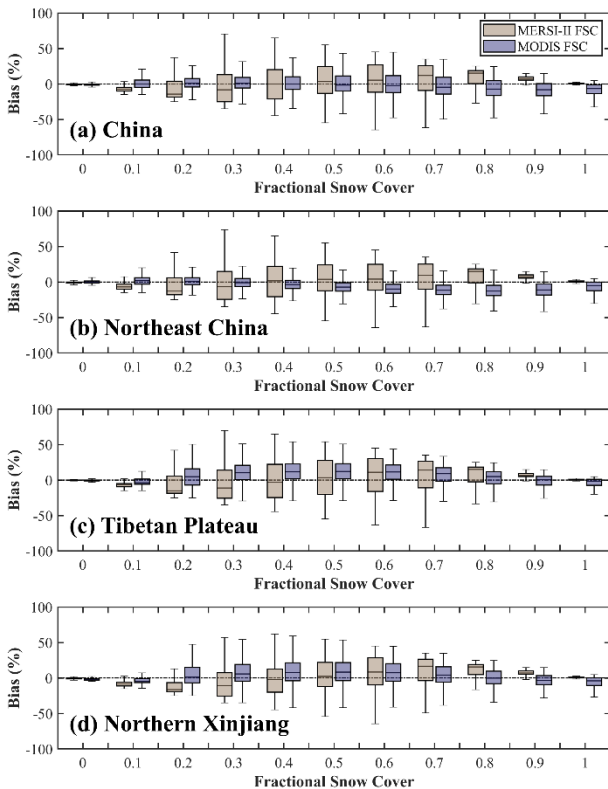 100
MERSI-II FSC
MODIS FSC
50
Bias (%)
0
-50
(a) China
-100
0 0.1 0.2 0.3 0.4 0.5 0.6 0.7 0.8 0.9 1
Fractional Snow Cover
100
50
Bias (%)
0
-50
(b) Northeast China
-100
0 0.1 0.2 0.3 0.4 0.5 0.6 0.7 0.8 0.9 1
Fractional Snow Cover
100
50
Bias (%)
0
-50
(c) Tibetan Plateau
-100
0 0.1 0.2 0.3 0.4 0.5 0.6 0.7 0.8 0.9 1
Fractional Snow Cover
100
50
Bias (%)
0
-50
(d) Northern Xinjiang
-100
0 0.1 0.2 0.3 0.4 0.5 0.6 0.7 0.8 0.9 1
Fractional Snow Cover